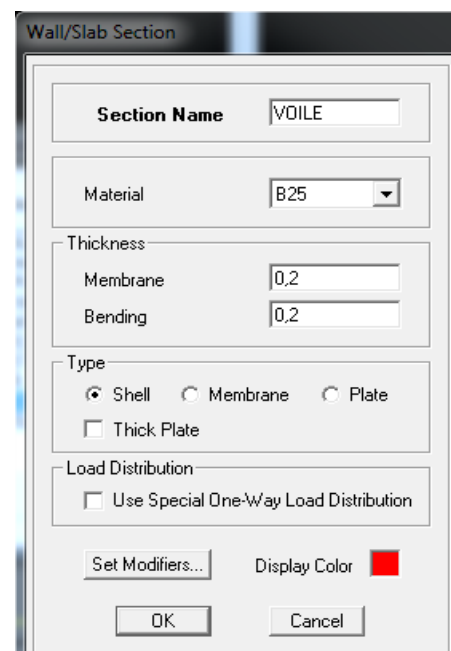 Wall/Slab Section
Section Name VOILE
Material B25
Thickness
Membrane 0,2
Bending 0,2
Type
Shell Membrane Plate
Thick Plate
Load Distribution
Use Special One-Way Load Distribution
Set Modifiers... Display Color
OK Cancel